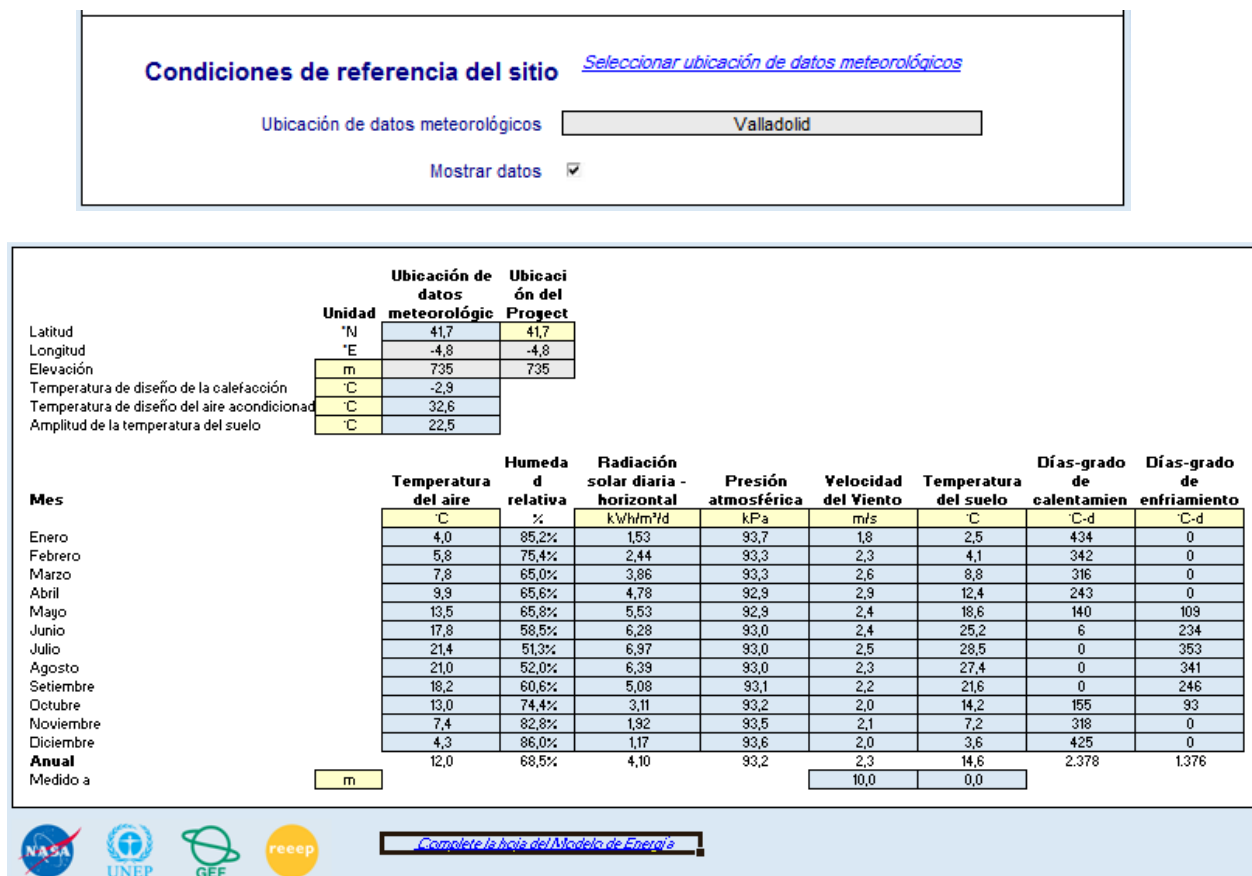 Condiciones de referencia del sitio Seleccionar ubicación de datos meteorológicos
Ubicación de datos meteorológicos Valladolid
Mostrar datos
Unidad Ubicación de datos meteorológic Ubicaci ón del Proyect
Latitud °N 41,7 41,7
Longitud °E -4,8 -4,8
Elevación m 735 735
Temperatura de diseño de la calefacción °C -2,9
Temperatura de diseño del aire acondicionad °C 32,6
Amplitud de la temperatura del suelo °C 22,5
Mes Temperatura del aire Humeda d relativa Radiación solar diaria - horizontal Presión atmosférica Velocidad del Viento Temperatura del suelo Días-grado de calentamien Días-grado de enfriamiento
°C % kWh/m²/d kPa m/s °C °C-d °C-d
Enero 4,0 85,2% 1,53 93,7 1,8 2,5 434 0
Febrero 5,8 75,4% 2,44 93,3 2,3 4,1 342 0
Marzo 7,8 65,0% 3,86 93,3 2,6 8,8 316 0
Abril 9,9 65,6% 4,78 92,9 2,9 12,4 243 0
Mayo 13,5 65,8% 5,53 92,9 2,4 18,6 140 109
Junio 17,8 58,5% 6,28 93,0 2,4 25,2 6 234
Julio 21,4 51,3% 6,97 93,0 2,5 28,5 0 353
Agosto 21,0 52,0% 6,39 93,0 2,3 27,4 0 341
Setiembre 18,2 60,6% 5,08 93,1 2,2 21,6 0 246
Octubre 13,0 74,4% 3,11 93,2 2,0 14,2 155 93
Noviembre 7,4 82,8% 1,92 93,5 2,1 7,2 318 0
Diciembre 4,3 86,0% 1,17 93,6 2,0 3,6 425 0
Anual 12,0 68,5% 4,10 93,2 2,3 14,6 2.378 1.376
Medido a m 10,0 0,0
NASA UNEP GEF reeep Complete la hoja del Modelo de Energía